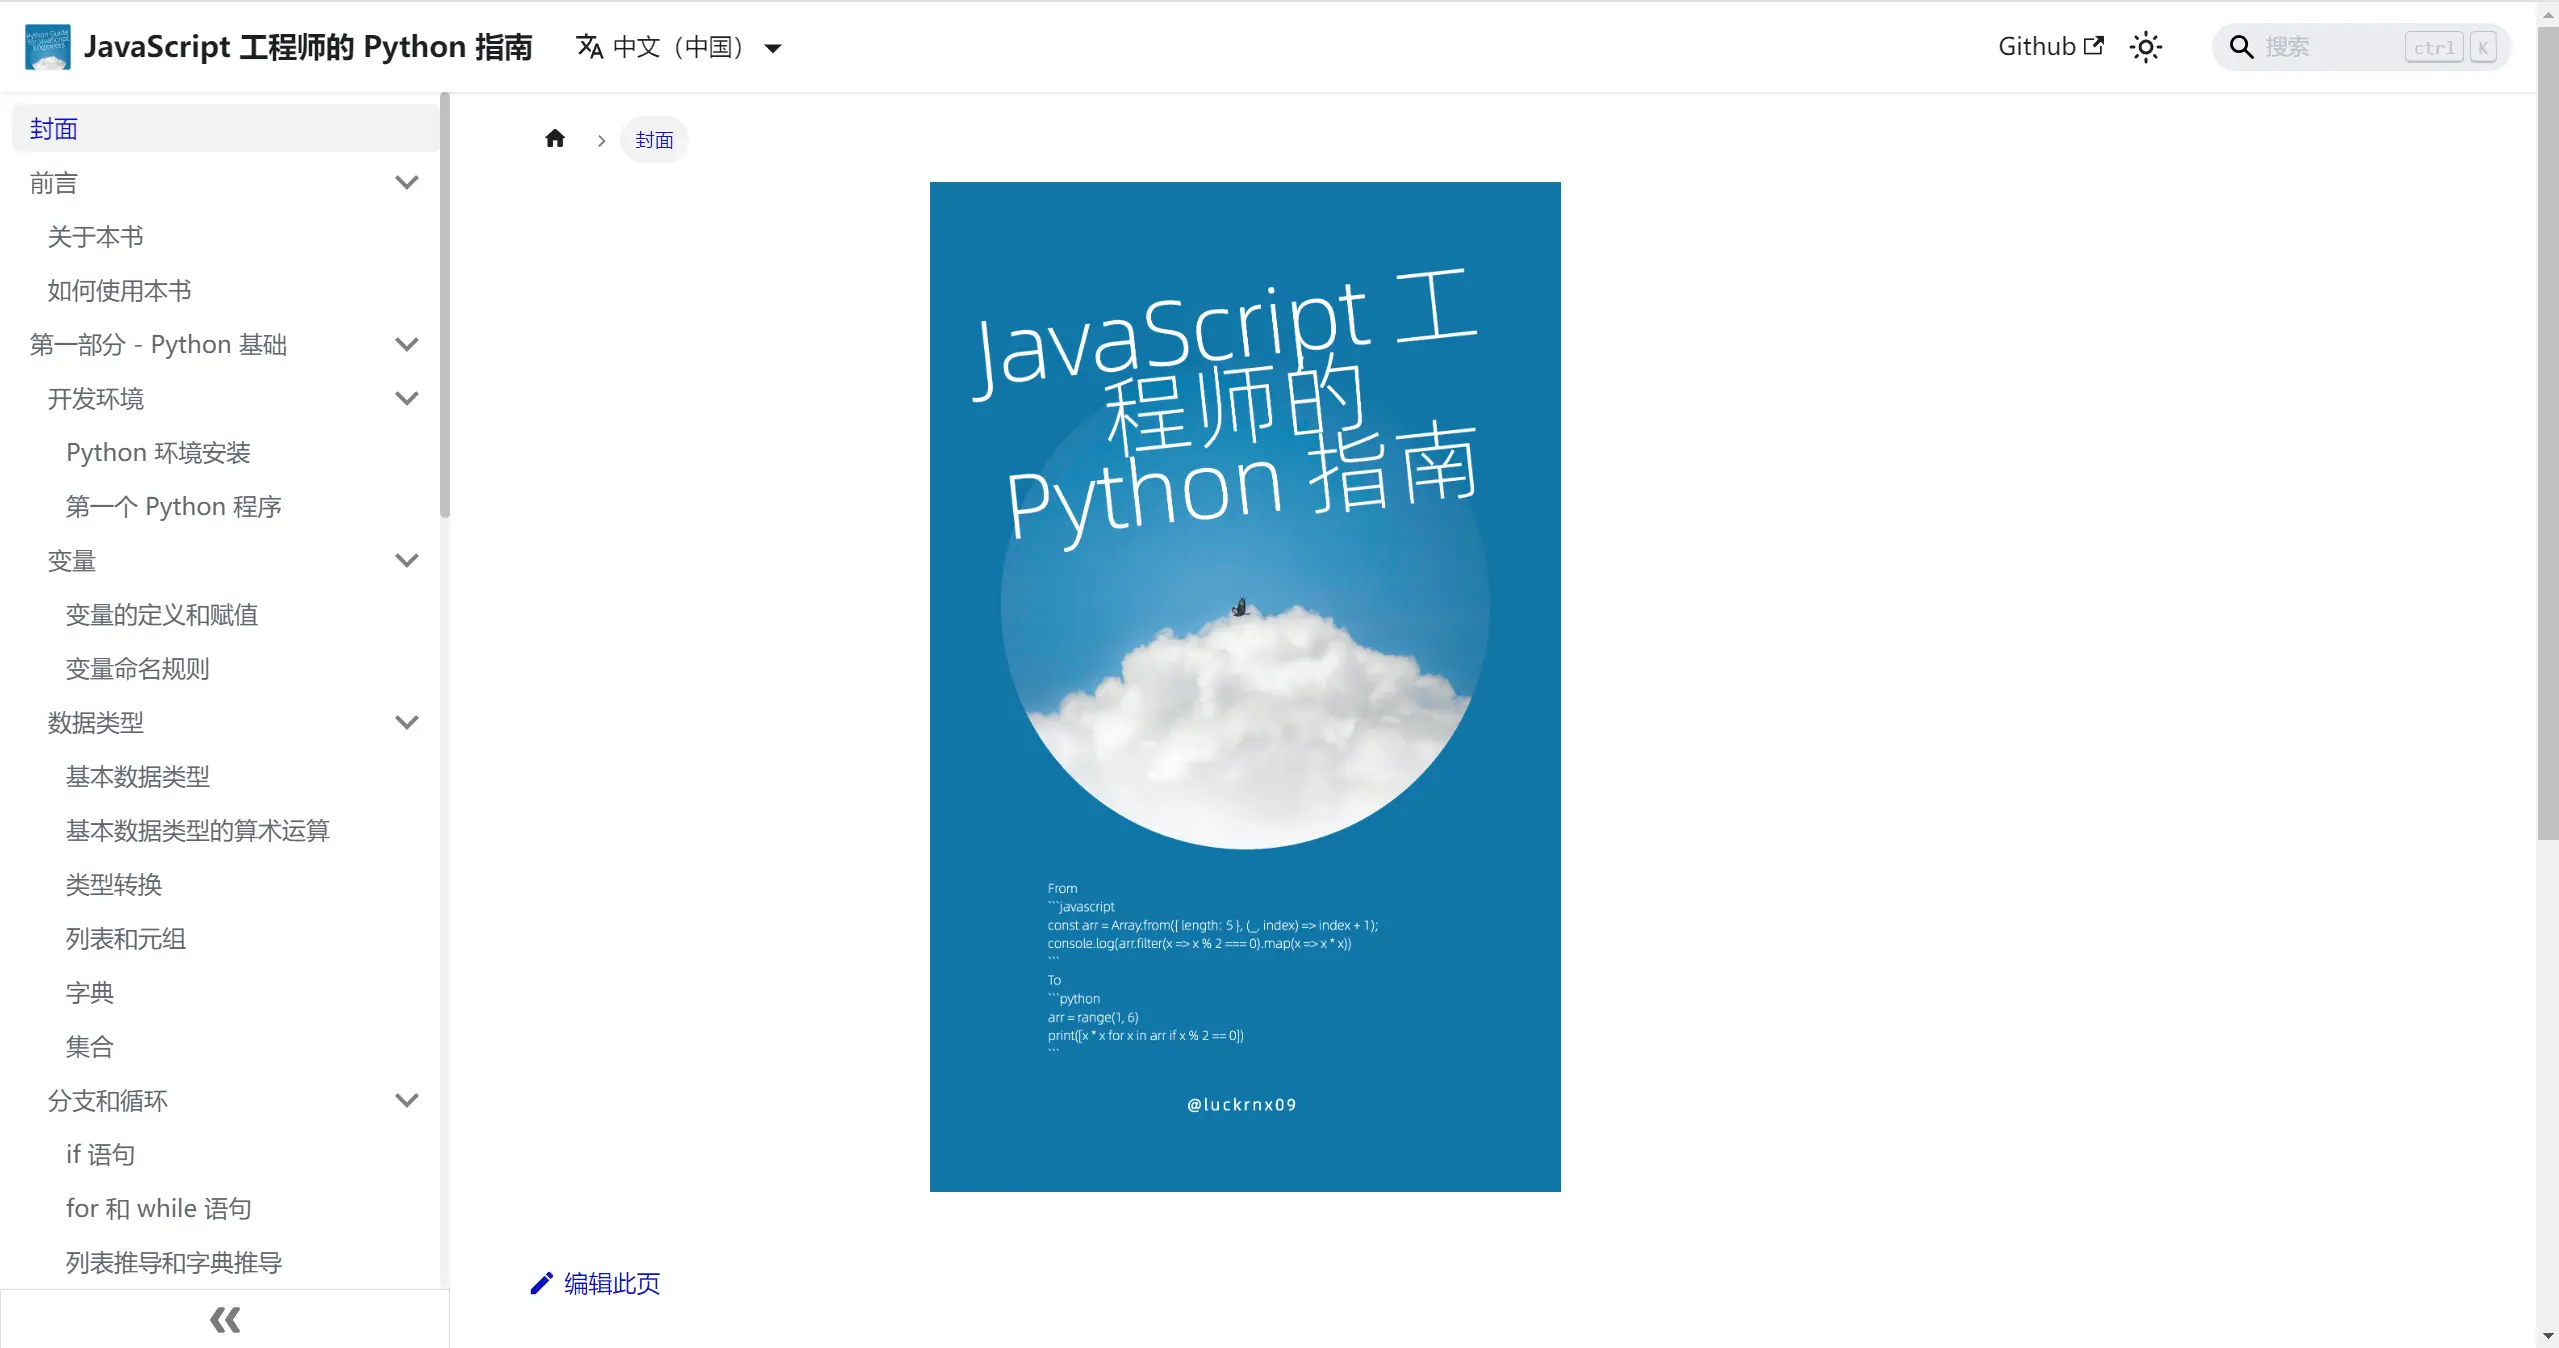 JavaScript 工程师的 Python 指南
中文（中国）
Github
搜索
ctrl K
封面
前言
关于本书
如何使用本书
第一部分 - Python 基础
开发环境
Python 环境安装
第一个 Python 程序
变量
变量的定义和赋值
变量命名规则
数据类型
基本数据类型
基本数据类型的算术运算
类型转换
列表和元组
字典
集合
分支和循环
if 语句
for 和 while 语句
列表推导和字典推导
封面
JavaScript 工
程师的
Python 指南
From
```javascript
const arr = Array.from({ length: 5 }, (_, index) => index + 1);
console.log(arr.filter(x => x % 2 === 0).map(x => x * x))
```
To
```python
arr = range(1, 6)
print([x * x for x in arr if x % 2 == 0])
```
@luckrnx09
编辑此页